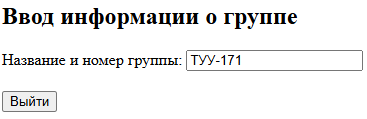 Ввод информации о группе
Название и номер группы: ТУУ-171
Выйти